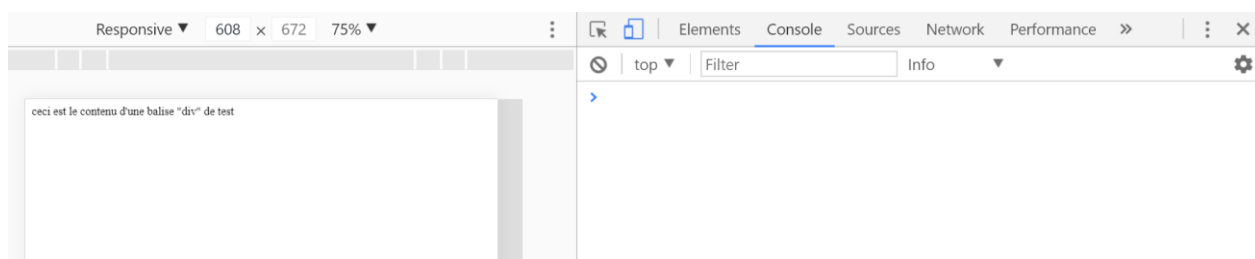 Responsive ▼ 608 × 672 75% ▼
Elements Console Sources Network Performance »
top ▼ Filter Info ▼
>
ceci est le contenu d'une balise "div" de test